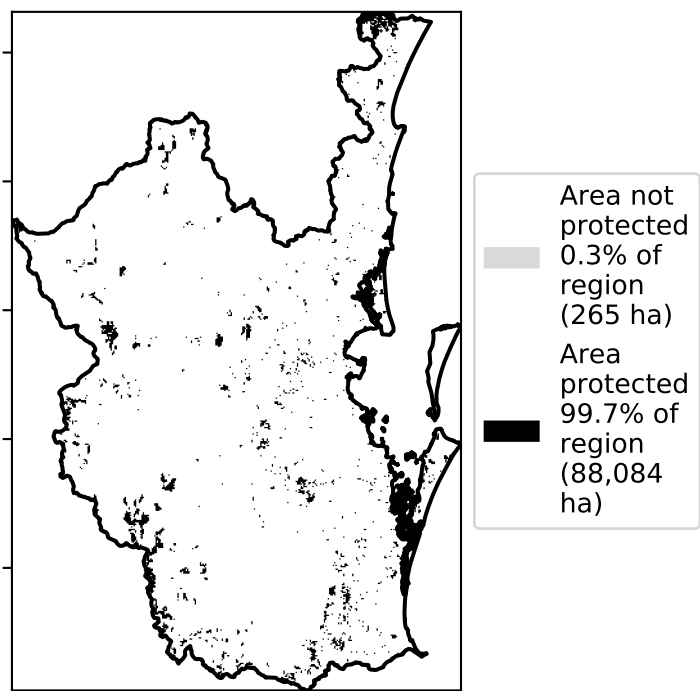 Area not
protected
0.3% of
region
(265 ha)
Area
protected
99.7% of
region
(88,084
ha)